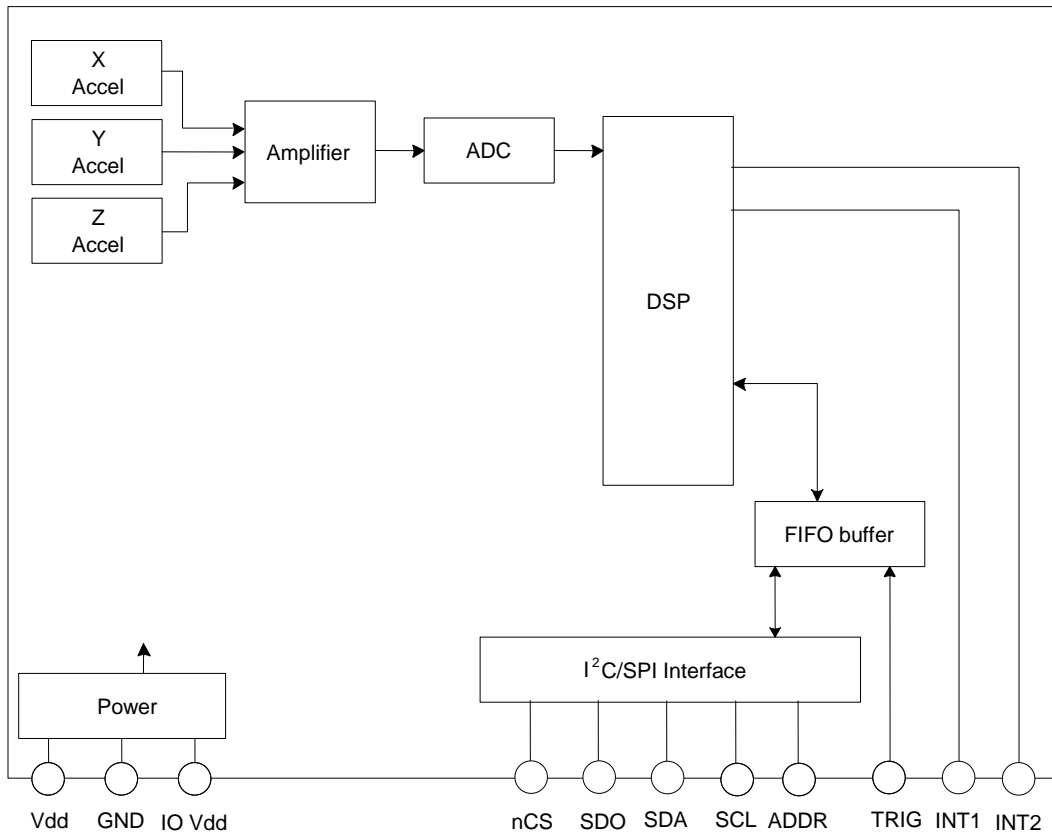 X
Accel
Y
Accel
Z
Accel
Amplifier
ADC
DSP
FIFO buffer
I²C/SPI Interface
Power
Vdd
GND
IO Vdd
nCS
SDO
SDA
SCL
ADDR
TRIG
INT1
INT2